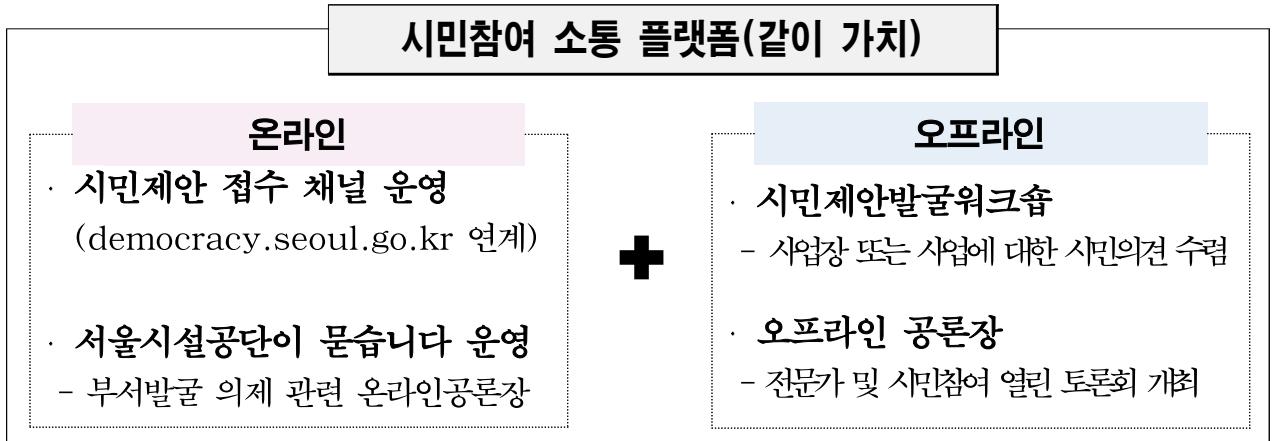 시민참여 소통 플랫폼(같이 가치)
온라인
· 시민제안 접수 채널 운영
(democracy.seoul.go.kr 연계)
· 서울시설공단이 묻습니다 운영
- 부서발굴 의제 관련 온라인공론장
+
오프라인
· 시민제안발굴워크숍
- 사업장 또는 사업에 대한 시민의견 수렴
· 오프라인 공론장
- 전문가 및 시민참여 열린 토론회 개최